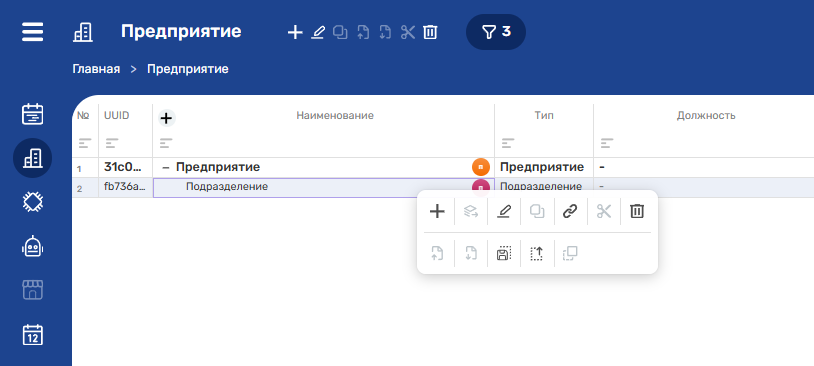 Предприятие
3
Главная > Предприятие
№ UUID Наименование Тип Должность
1 31c0... – Предприятие Предприятие -
2 fb736a... Подразделение Подразделение -
12